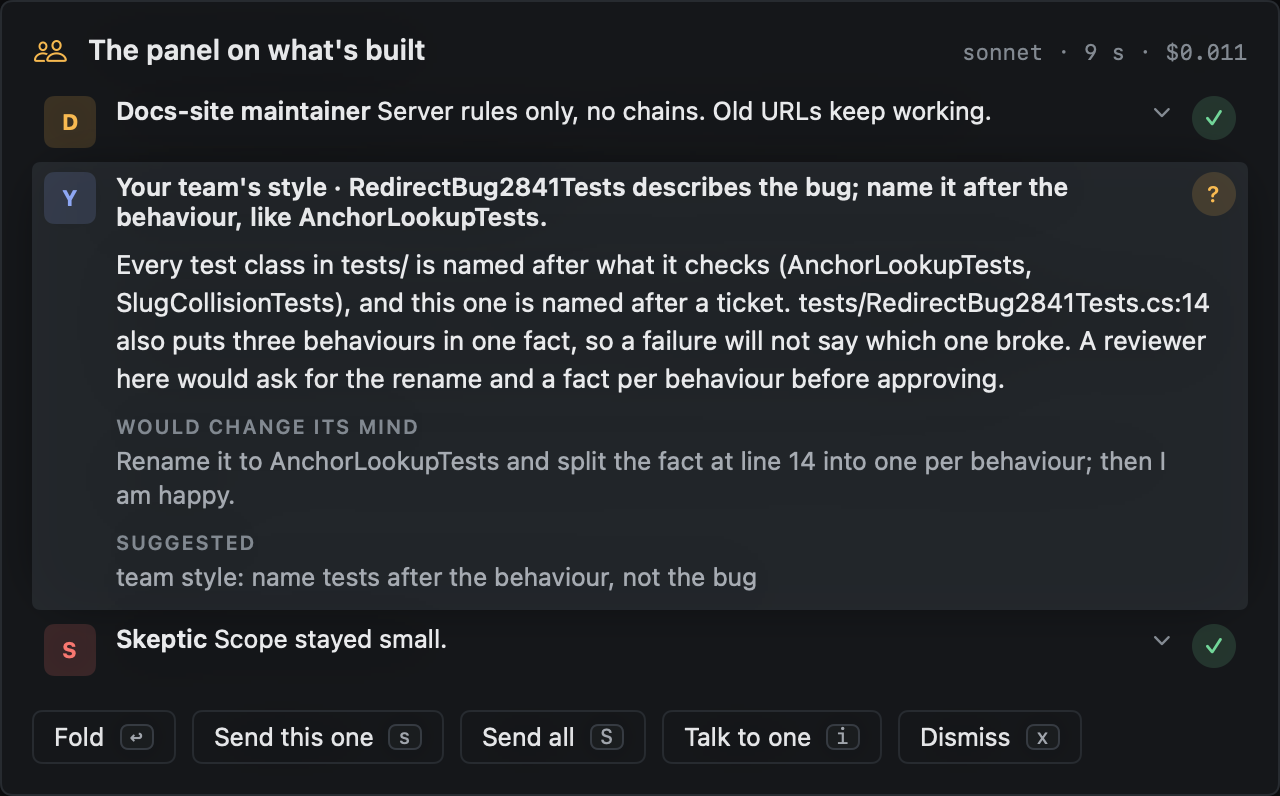 The panel on what's built
sonnet · 9 s · $0.011
D
Docs-site maintainer Server rules only, no chains. Old URLs keep working.
Y
Your team's style · RedirectBug2841Tests describes the bug; name it after the
behaviour, like AnchorLookupTests.
?
Every test class in tests/ is named after what it checks (AnchorLookupTests,
SlugCollisionTests), and this one is named after a ticket. tests/RedirectBug2841Tests.cs:14
also puts three behaviours in one fact, so a failure will not say which one broke. A reviewer
here would ask for the rename and a fact per behaviour before approving.
WOULD CHANGE ITS MIND
Rename it to AnchorLookupTests and split the fact at line 14 into one per behaviour; then I
am happy.
SUGGESTED
team style: name tests after the behaviour, not the bug
S
Skeptic Scope stayed small.
Fold ↩ Send this one s Send all S Talk to one i Dismiss x